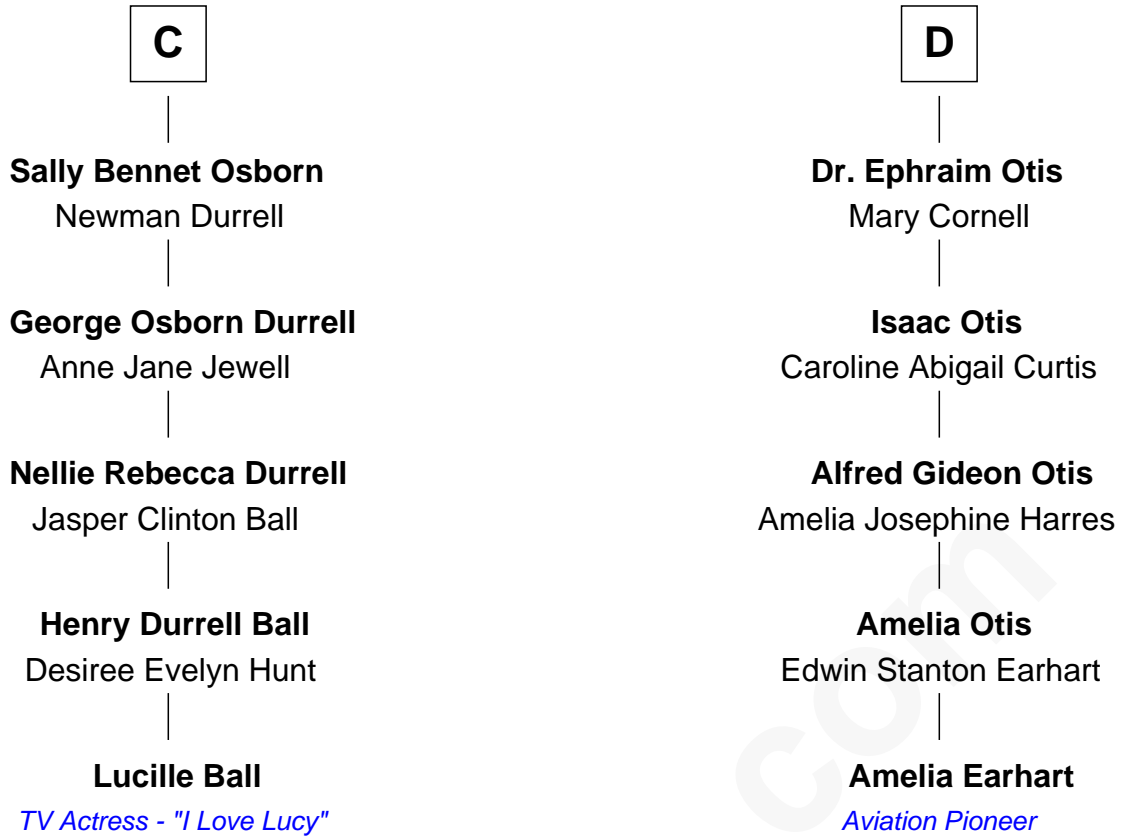 C
Sally Bennet Osborn
Newman Durrell
George Osborn Durrell
Anne Jane Jewell
Nellie Rebecca Durrell
Jasper Clinton Ball
Henry Durrell Ball
Desiree Evelyn Hunt
Lucille Ball
TV Actress - "I Love Lucy"
D
Dr. Ephraim Otis
Mary Cornell
Isaac Otis
Caroline Abigail Curtis
Alfred Gideon Otis
Amelia Josephine Harres
Amelia Otis
Edwin Stanton Earhart
Amelia Earhart
Aviation Pioneer
com